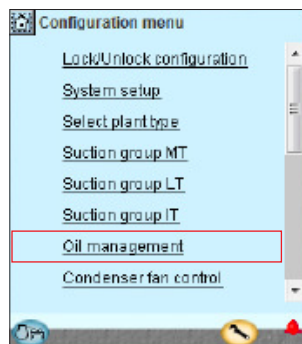 Configuration menu
Lock/Unlock configuration
System setup
Select plant type
Suction group MT
Suction group LT
Suction group IT
Oil management
Condenser fan control